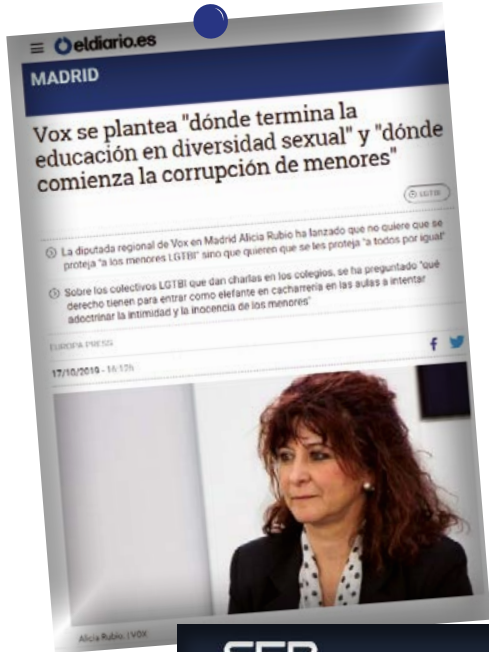 eldiario.es
MADRID
Vox se plantea "dónde termina la
educación en diversidad sexual" y "dónde
comienza la corrupción de menores"
LGTBI
La diputada regional de Vox en Madrid Alicia Rubio ha lanzado que no quiere que se
proteja "a los menores LGTBI" sino que quieren que se les proteja "a todos por igual"
Sobre los colectivos LGTBI que dan charlas en los colegios, se ha preguntado "qué
derecho tienen para entrar como elefante en cacharrería en las aulas a intentar
adoctrinar la intimidad y la inocencia de los menores"
EUROPA PRESS
17/10/2019 - 16:12h
Alicia Rubio. | VOX